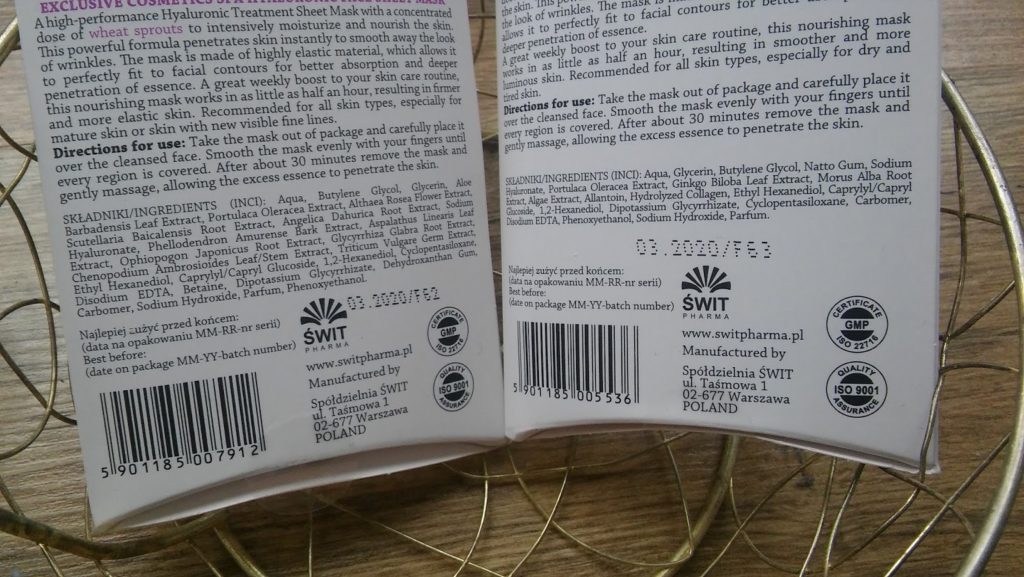 EXCLUSIVE COSMETICS SPA HYALURONIC FACE SHEET MASK
A high-performance Hyaluronic Treatment Sheet Mask with a concentrated
dose of wheat sprouts to intensively moisturize and nourish the skin.
This powerful formula penetrates skin instantly to smooth away the look
of wrinkles. The mask is made of highly elastic material, which allows it
to perfectly fit to facial contours for better absorption and deeper
penetration of essence. A great weekly boost to your skin care routine,
this nourishing mask works in as little as half an hour, resulting in firmer
and more elastic skin. Recommended for all skin types, especially for
mature skin or skin with new visible fine lines.
Directions for use: Take the mask out of package and carefully place it
over the cleansed face. Smooth the mask evenly with your fingers until
every region is covered. After about 30 minutes remove the mask and
gently massage, allowing the excess essence to penetrate the skin.
SKŁADNIKI/INGREDIENTS (INCI): Aqua, Butylene Glycol, Glycerin, Aloe
Barbadensis Leaf Extract, Portulaca Oleracea Extract, Althaea Rosea Flower Extract,
Scutellaria Baicalensis Root Extract, Angelica Dahurica Root Extract, Sodium
Hyaluronate, Phellodendron Amurense Bark Extract, Aspalathus Linearis Leaf
Extract, Ophiopogon Japonicus Root Extract, Glycyrrhiza Glabra Root Extract,
Chenopodium Ambrosioides Leaf/Stem Extract, Triticum Vulgare Germ Extract,
Ethyl Hexanediol, Caprylyl/Capryl Glucoside, 1,2-Hexanediol, Cyclopentasiloxane,
Disodium EDTA, Betaine, Dipotassium Glycyrrhizate, Dehydroxanthan Gum,
Carbomer, Sodium Hydroxide, Parfum, Phenoxyethanol.
03.2020/F62
Najlepiej zużyć przed końcem:
(data na opakowaniu MM-RR-nr serii)
Best before:
(date on package MM-YY-batch number)
ŚWIT
PHARMA
www.switpharma.pl
Manufactured by
Spółdzielnia ŚWIT
ul. Taśmowa 1
02-677 Warszawa
POLAND
CERTIFICATE
GMP
ISO 22716
QUALITY
ISO 9001
ASSURANCE
5 901185 007912
the look of wrinkles. The mask is
allows it to perfectly fit to facial contours for better absorption and
deeper penetration of essence.
A great weekly boost to your skin care routine, this nourishing mask
works in as little as half an hour, resulting in smoother and more
luminous skin. Recommended for all skin types, especially for dry and
tired skin.
Directions for use: Take the mask out of package and carefully place it
over the cleansed face. Smooth the mask evenly with your fingers until
every region is covered. After about 30 minutes remove the mask and
gently massage, allowing the excess essence to penetrate the skin.
SKŁADNIKI/INGREDIENTS (INCI): Aqua, Glycerin, Butylene Glycol, Natto Gum, Sodium
Hyaluronate, Portulaca Oleracea Extract, Ginkgo Biloba Leaf Extract, Morus Alba Root
Extract, Algae Extract, Allantoin, Hydrolyzed Collagen, Ethyl Hexanediol, Caprylyl/Capryl
Glucoside, 1,2-Hexanediol, Dipotassium Glycyrrhizate, Cyclopentasiloxane, Carbomer,
Disodium EDTA, Phenoxyethanol, Sodium Hydroxide, Parfum.
03.2020/F63
Najlepiej zużyć przed końcem:
(data na opakowaniu MM-RR-nr serii)
Best before:
(date on package MM-YY-batch number)
ŚWIT
PHARMA
www.switpharma.pl
Manufactured by
Spółdzielnia ŚWIT
ul. Taśmowa 1
02-677 Warszawa
POLAND
CERTIFICATE
GMP
ISO 22716
QUALITY
ISO 9001
ASSURANCE
5 901185 005536